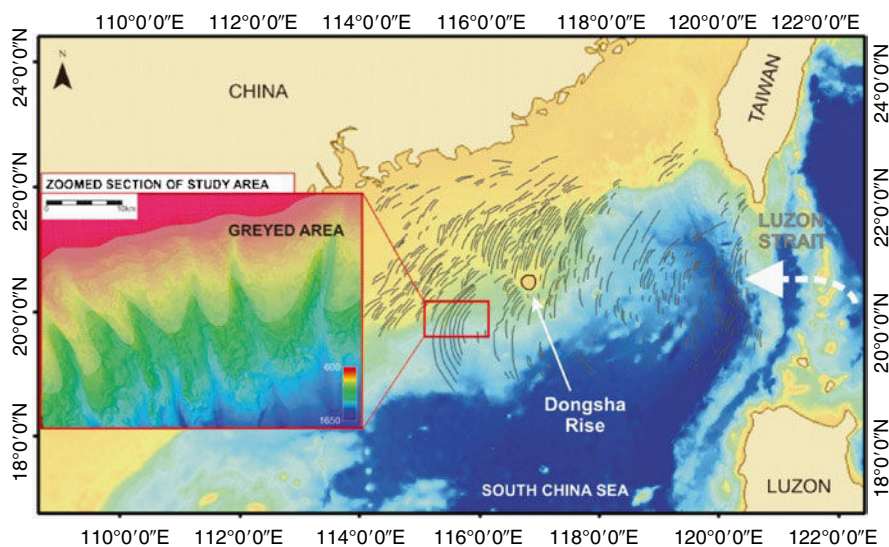 110°0′0″E 112°0′0″E 114°0′0″E 116°0′0″E 118°0′0″E 120°0′0″E 122°0′0″E
24°0′0″N
22°0′0″N
20°0′0″N
18°0′0″N
N
CHINA
TAIWAN
ZOOMED SECTION OF STUDY AREA
0 10km
GREYED AREA
600
1650
LUZON
STRAIT
Dongsha
Rise
SOUTH CHINA SEA
LUZON
24°0′0″N
22°0′0″N
20°0′0″N
18°0′0″N
110°0′0″E 112°0′0″E 114°0′0″E 116°0′0″E 118°0′0″E 120°0′0″E 122°0′0″E